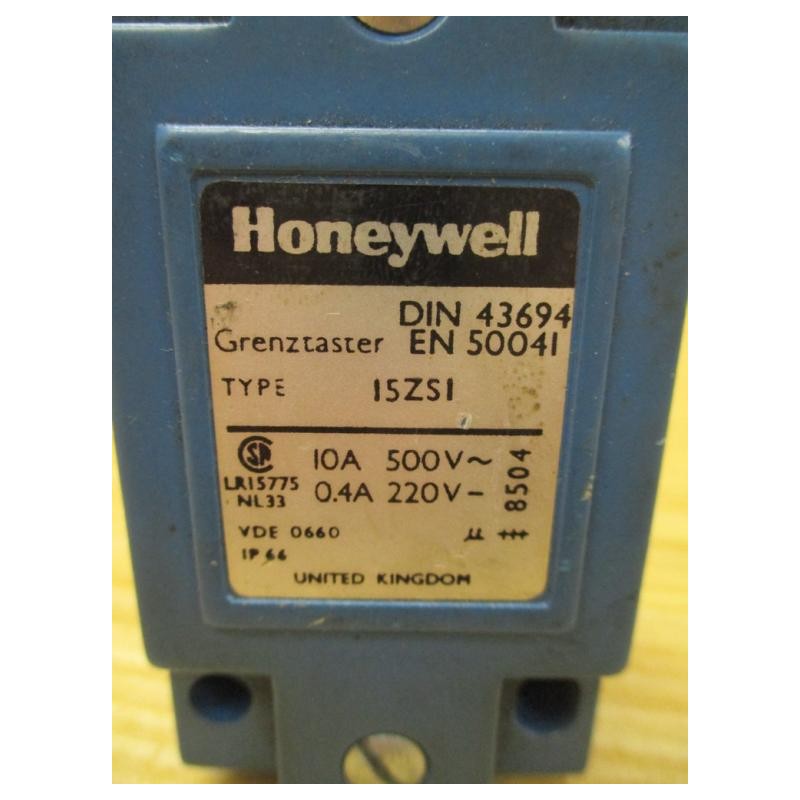 Honeywell
DIN 43694
Grenztaster EN 50041
TYPE 15ZS1
CSA 10A 500V~
LR15775
NL33 0.4A 220V-
8504
VDE 0660 µ
IP 66
UNITED KINGDOM